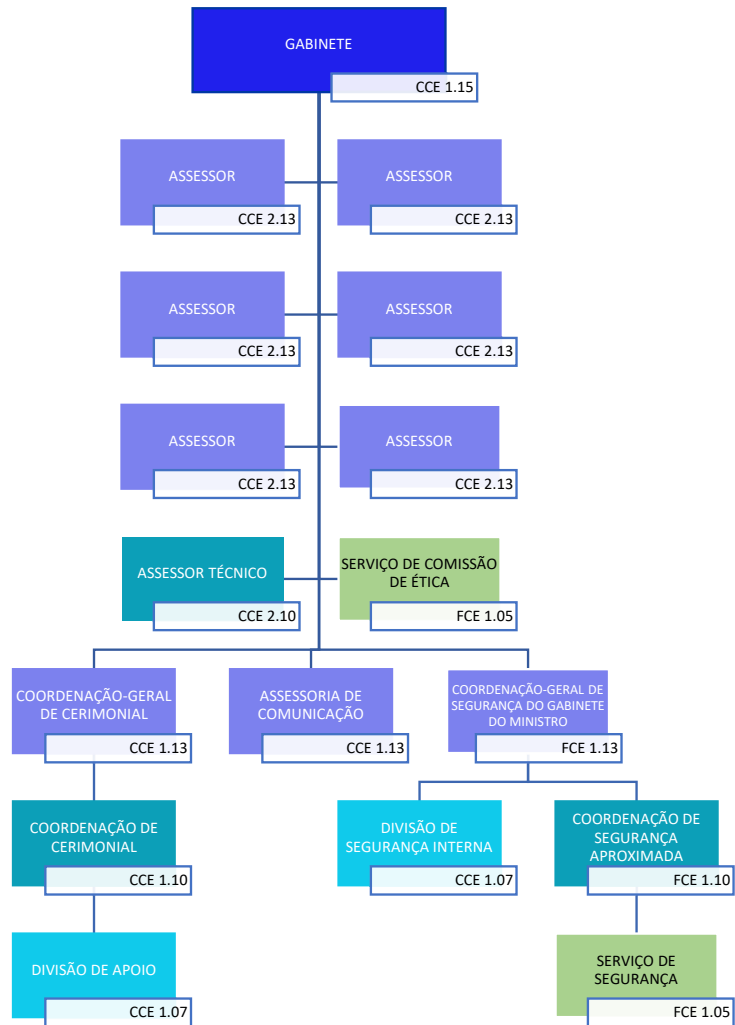 GABINETE
CCE 1.15
ASSESSOR
CCE 2.13
ASSESSOR
CCE 2.13
ASSESSOR
CCE 2.13
ASSESSOR
CCE 2.13
ASSESSOR
CCE 2.13
ASSESSOR
CCE 2.13
ASSESSOR TÉCNICO
CCE 2.10
SERVIÇO DE COMISSÃO
DE ÉTICA
FCE 1.05
COORDENAÇÃO-GERAL
DE CERIMONIAL
CCE 1.13
ASSESSORIA DE
COMUNICAÇÃO
CCE 1.13
COORDENAÇÃO-GERAL DE
SEGURANÇA DO GABINETE
DO MINISTRO
FCE 1.13
COORDENAÇÃO DE
CERIMONIAL
CCE 1.10
DIVISÃO DE
SEGURANÇA INTERNA
CCE 1.07
COORDENAÇÃO DE
SEGURANÇA
APROXIMADA
FCE 1.10
DIVISÃO DE APOIO
CCE 1.07
SERVIÇO DE
SEGURANÇA
FCE 1.05